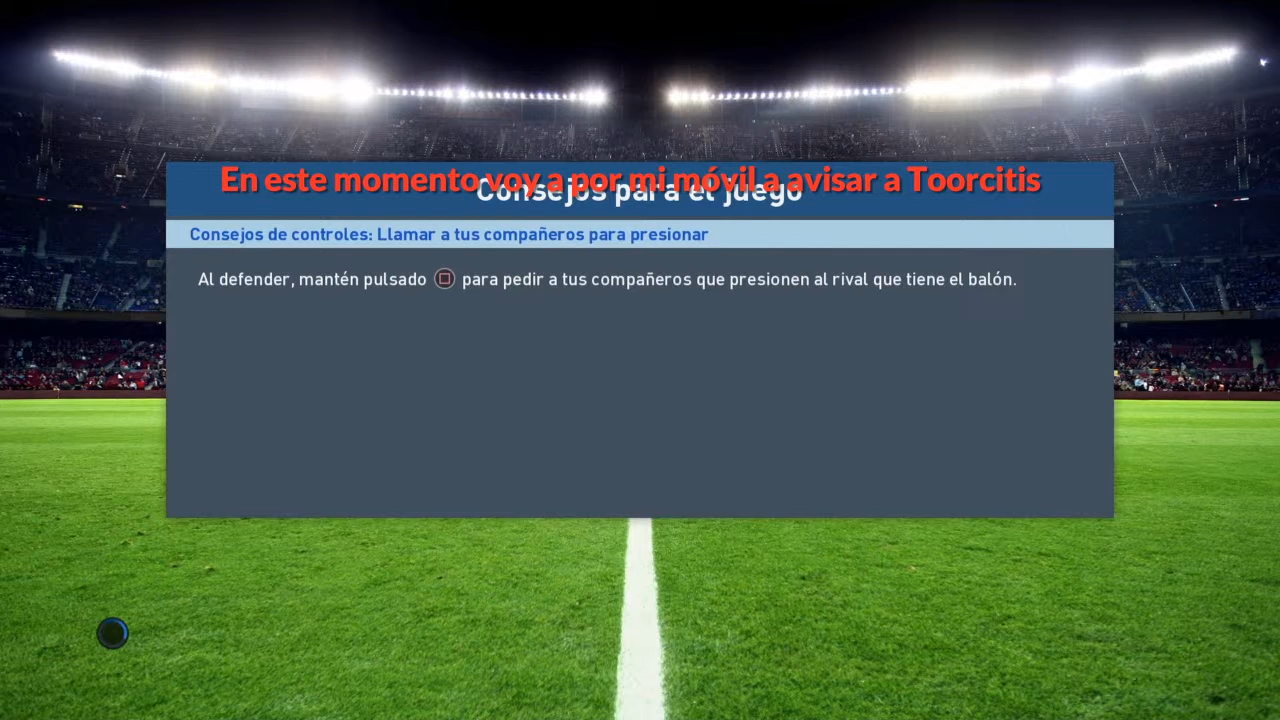 En este momento voy a por mi móvil a avisar a Toorcitis
Consejos para el juego
Consejos de controles: Llamar a tus compañeros para presionar
Al defender, mantén pulsado para pedir a tus compañeros que presionen al rival que tiene el balón.